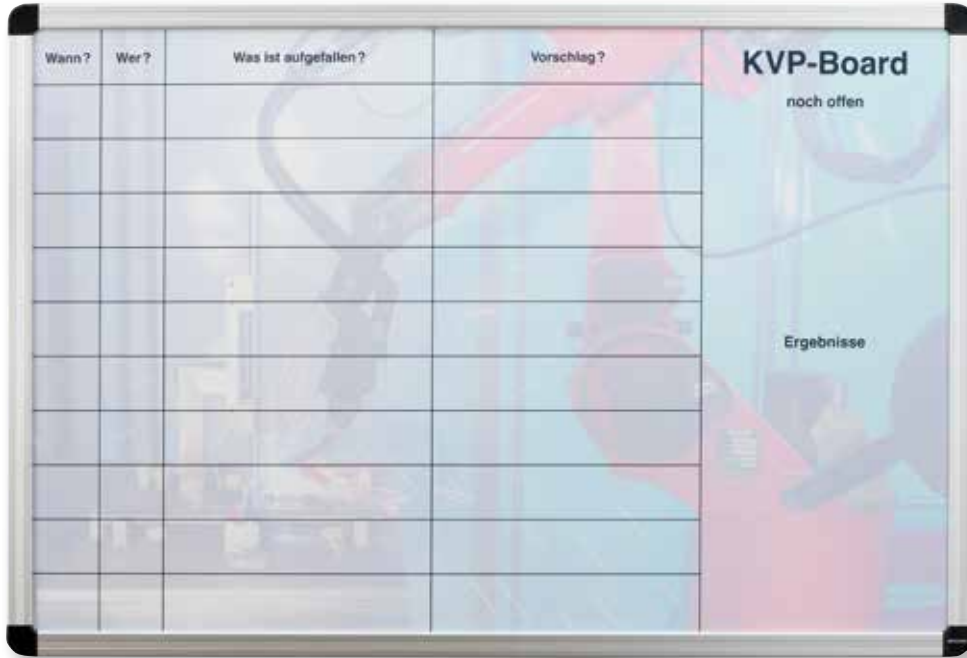 Wann? Wer? Was ist aufgefallen? Vorschlag?
KVP-Board
noch offen
Ergebnisse